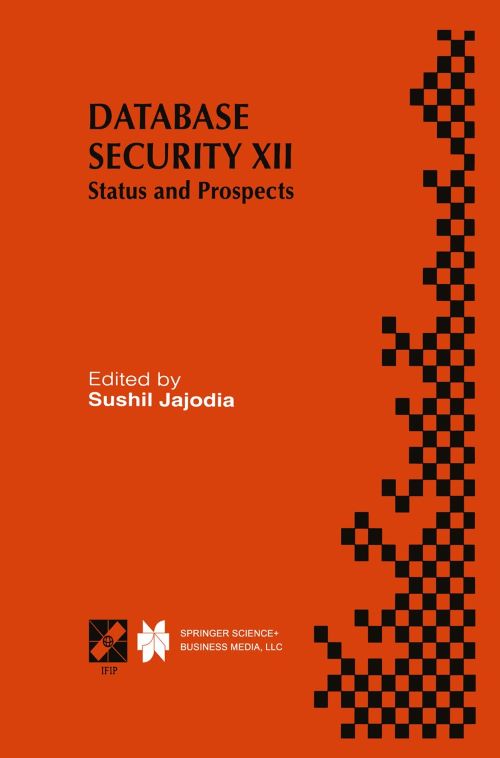 DATABASE
SECURITY XII
Status and Prospects
Edited by
Sushil Jajodia
SPRINGER SCIENCE+
BUSINESS MEDIA, LLC
IFIP